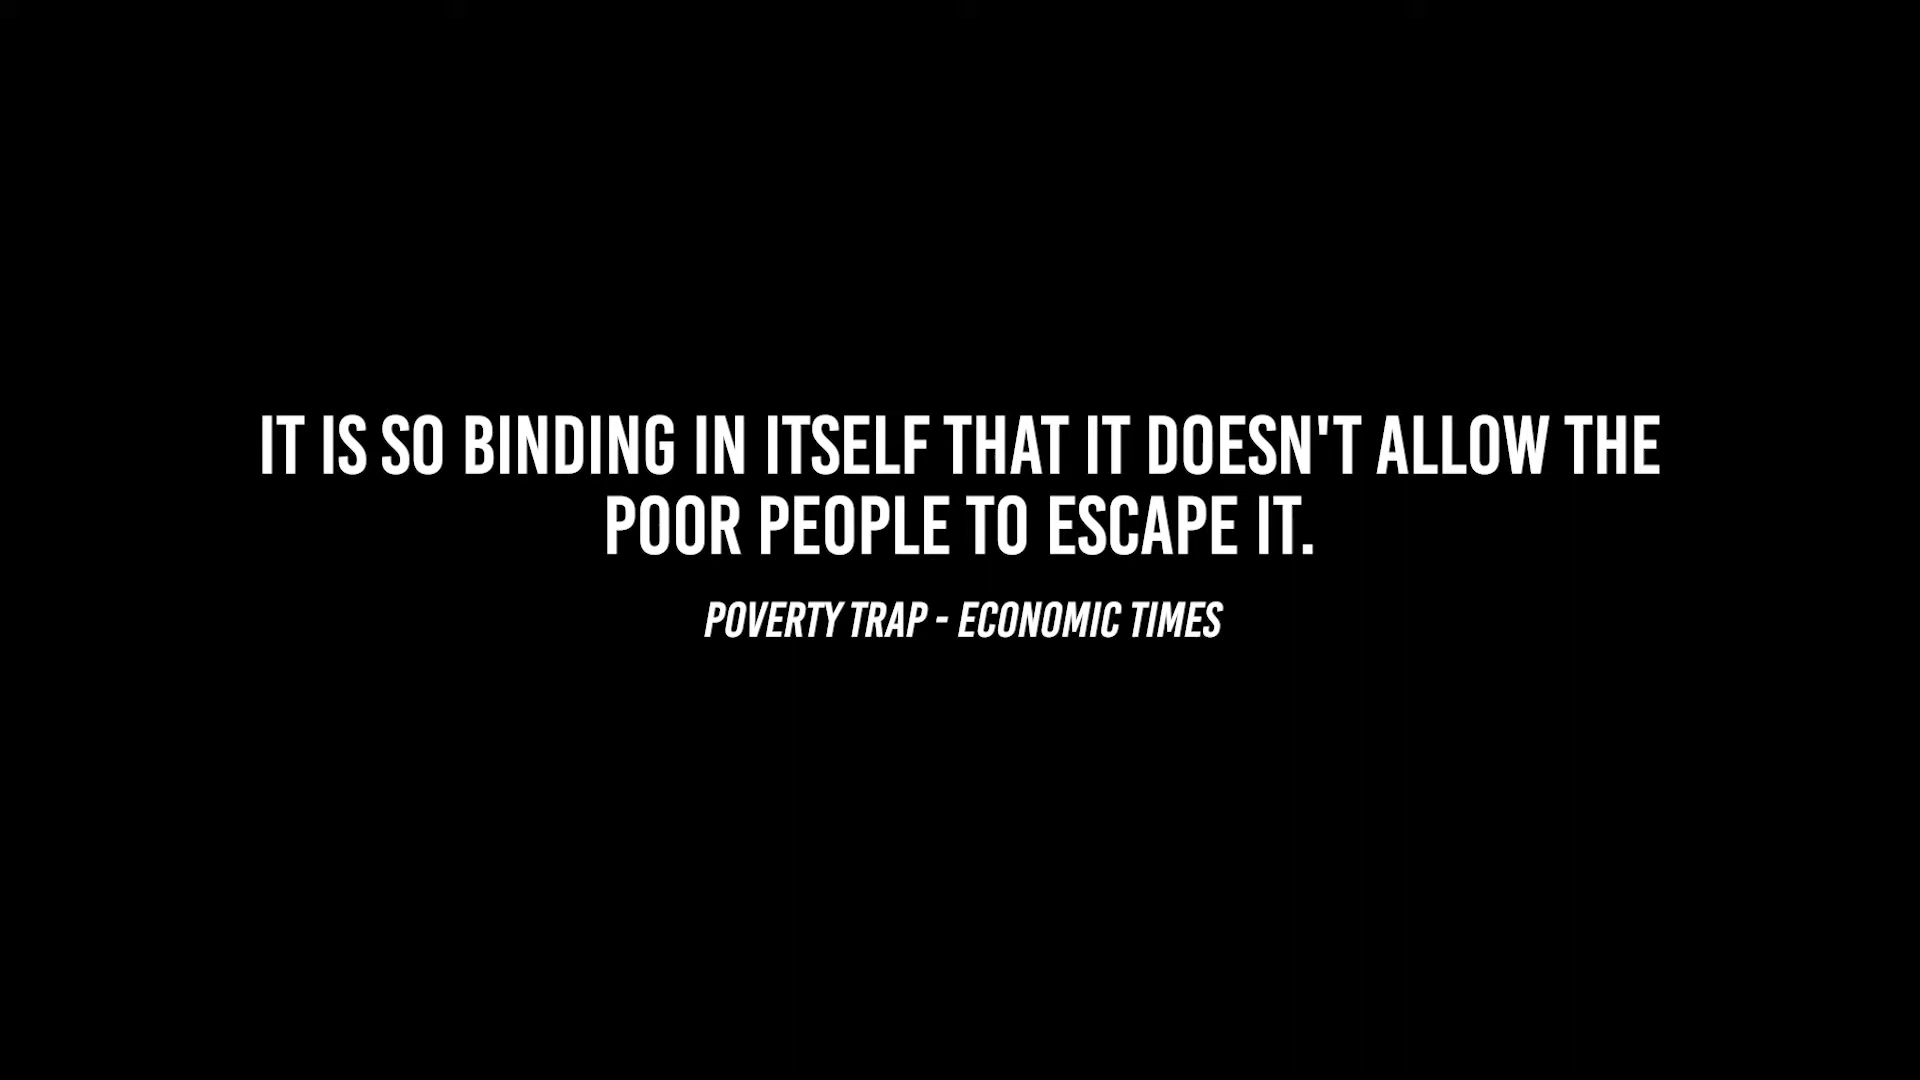 IT IS SO BINDING IN ITSELF THAT IT DOESN'T ALLOW THE
POOR PEOPLE TO ESCAPE IT.
POVERTY TRAP - ECONOMIC TIMES